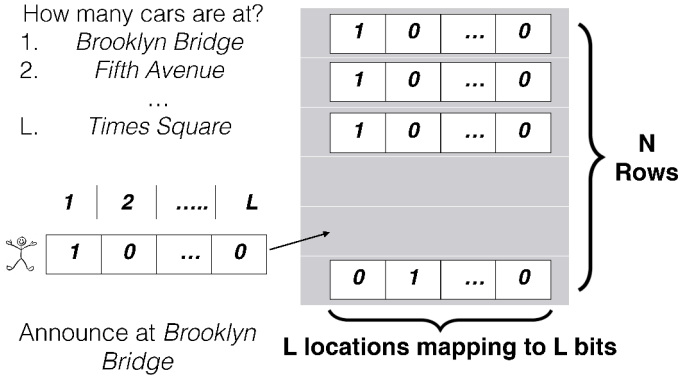 How many cars are at?
1. Brooklyn Bridge
2. Fifth Avenue
...
L. Times Square
1 2 ..... L
1 0 ... 0
Announce at Brooklyn
Bridge
1 0 ... 0
1 0 ... 0
1 0 ... 0
0 1 ... 0
N
Rows
L locations mapping to L bits